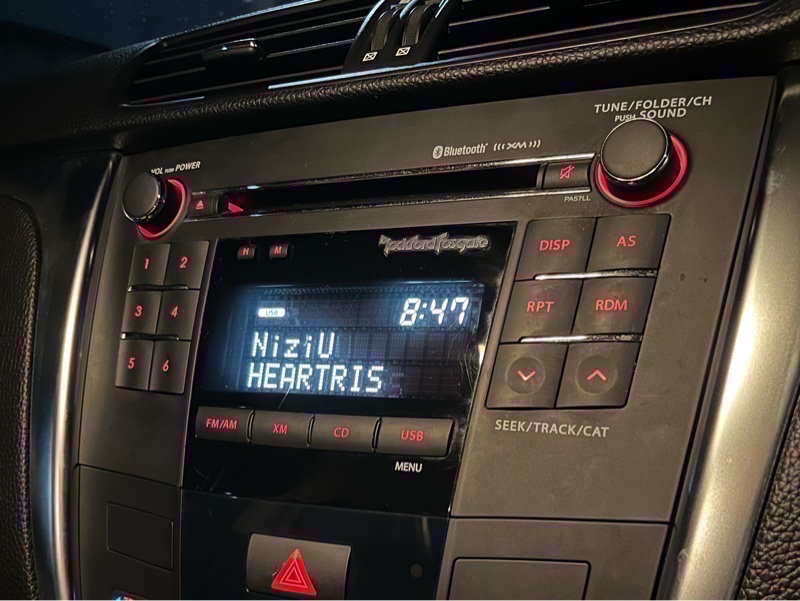 TUNE/FOLDER/CH
PUSH SOUND
Bluetooth XM
VOL PUSH POWER
PA57LL
H M
Rockford Fosgate
1 2
DISP AS
3 4
USB 8:47
RPT RDM
NiziU
5 6
HEARTRIS
FM/AM XM CD USB
SEEK/TRACK/CAT
MENU